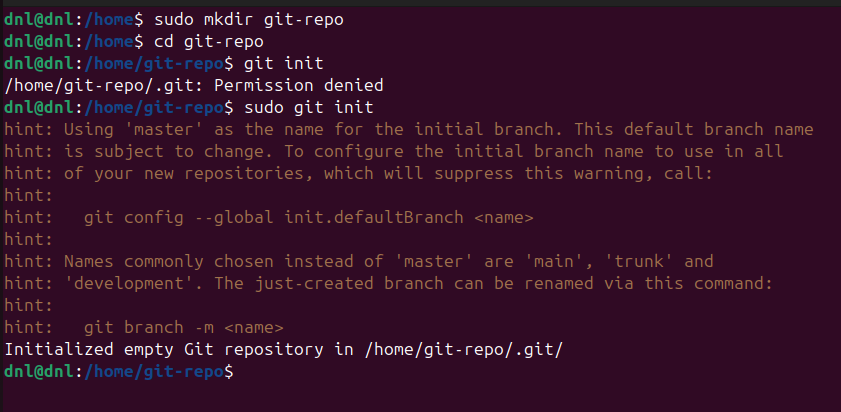 dnl@dnl:/home$ sudo mkdir git-repo
dnl@dnl:/home$ cd git-repo
dnl@dnl:/home/git-repo$ git init
/home/git-repo/.git: Permission denied
dnl@dnl:/home/git-repo$ sudo git init
hint: Using 'master' as the name for the initial branch. This default branch name
hint: is subject to change. To configure the initial branch name to use in all
hint: of your new repositories, which will suppress this warning, call:
hint:
hint:   git config --global init.defaultBranch <name>
hint:
hint: Names commonly chosen instead of 'master' are 'main', 'trunk' and
hint: 'development'. The just-created branch can be renamed via this command:
hint:
hint:   git branch -m <name>
Initialized empty Git repository in /home/git-repo/.git/
dnl@dnl:/home/git-repo$